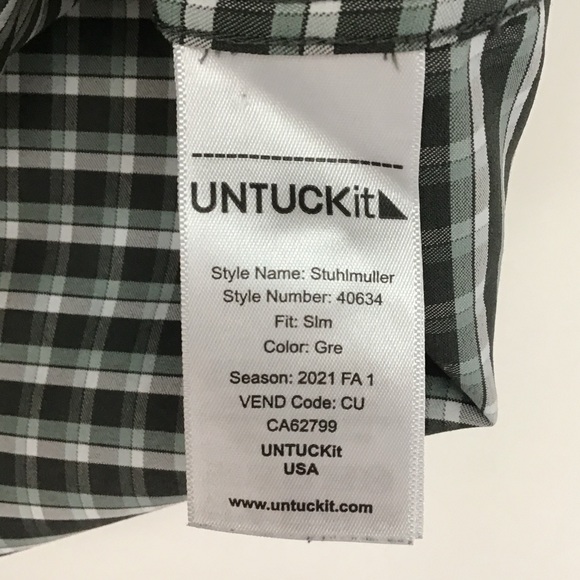 UNTUCKit
Style Name: Stuhlmuller
Style Number: 40634
Fit: Slm
Color: Gre
Season: 2021 FA 1
VEND Code: CU
CA62799
UNTUCKit
USA
www.untuckit.com